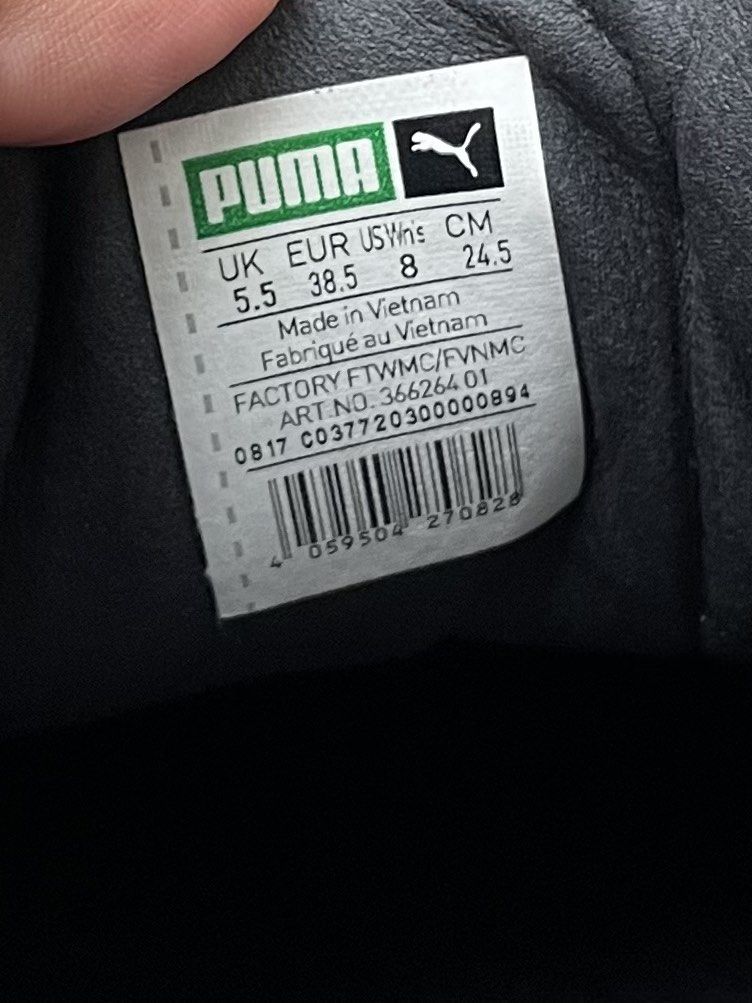 PUMA
UK EUR US Wn's CM
5.5 38.5 8 24.5
Made in Vietnam
Fabriqué au Vietnam
FACTORY FTWMC/FVNMC
ART.NO. 366264 01
0817 C037720300000894
4 059504 270828